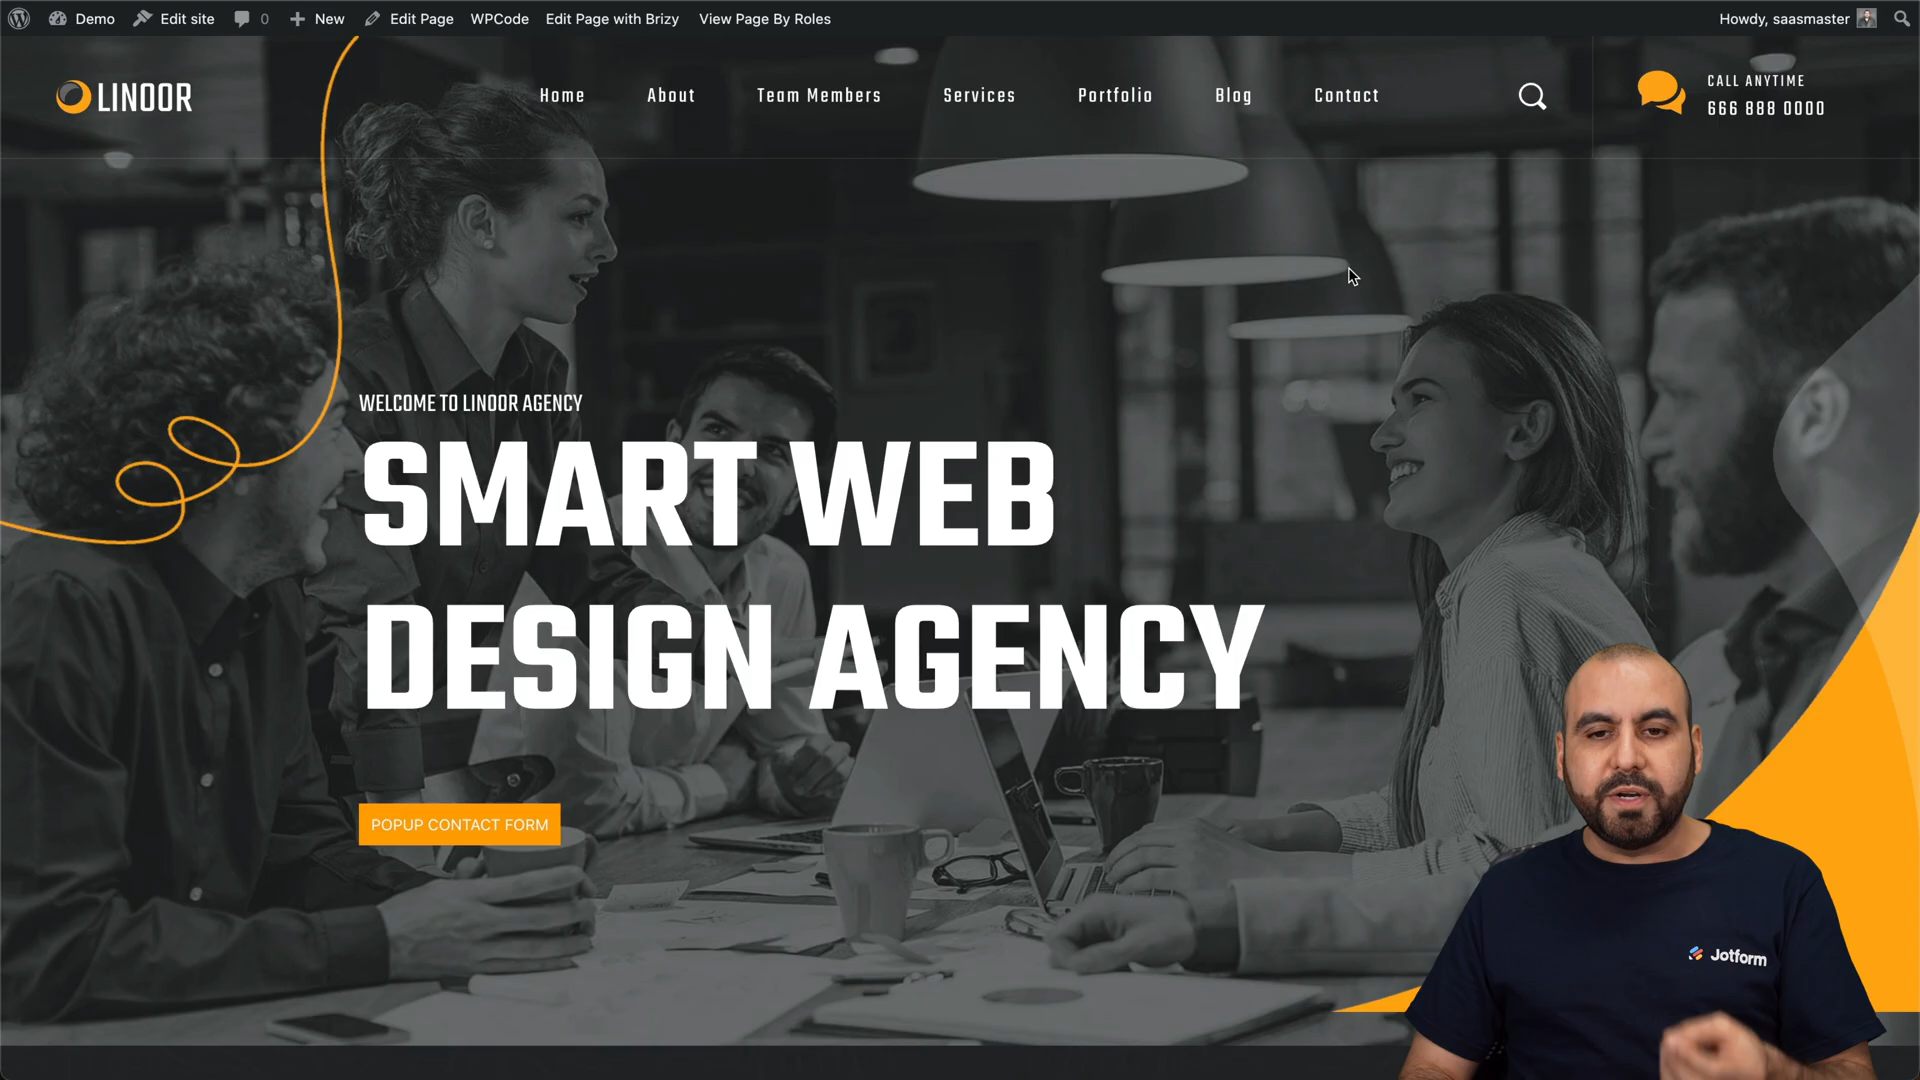 Demo
Edit site
0
New
Edit Page
WPCode
Edit Page with Brizy
View Page By Roles
Howdy, saasmaster
LINOOR
Home
About
Team Members
Services
Portfolio
Blog
Contact
CALL ANYTIME
666 888 0000
WELCOME TO LINOOR AGENCY
SMART WEB
DESIGN AGENCY
POPUP CONTACT FORM
Jotform